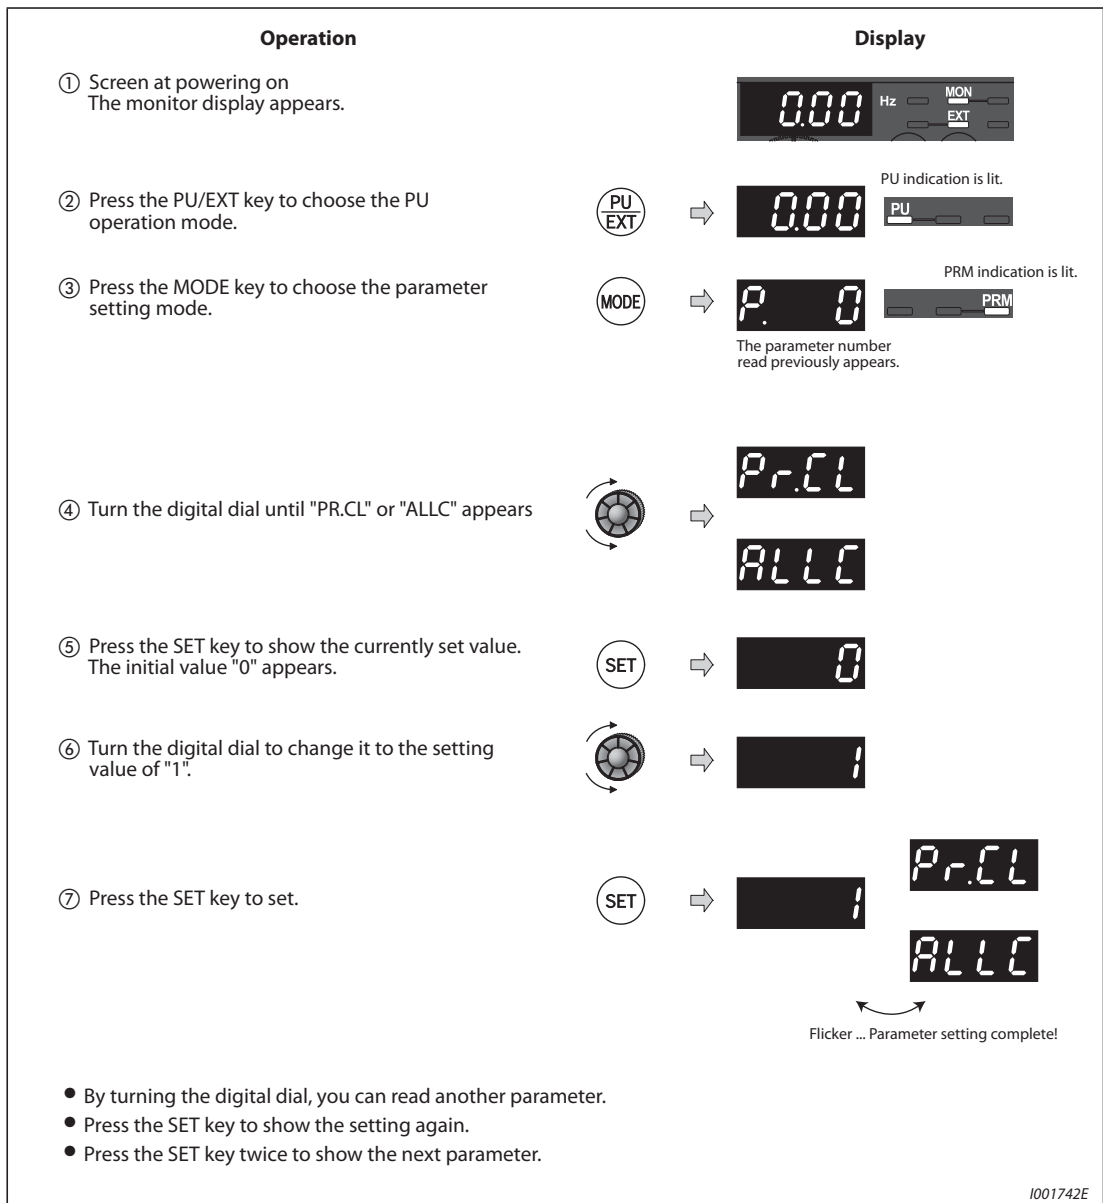 Operation
Display
① Screen at powering on
The monitor display appears.
0.00 Hz MON
EXT
② Press the PU/EXT key to choose the PU
operation mode.
PU
EXT
0.00
PU indication is lit.
PU
③ Press the MODE key to choose the parameter
setting mode.
MODE
P. 0
PRM indication is lit.
PRM
The parameter number
read previously appears.
④ Turn the digital dial until "PR.CL" or "ALLC" appears
Pr.CL
ALLC
⑤ Press the SET key to show the currently set value.
The initial value "0" appears.
SET
0
⑥ Turn the digital dial to change it to the setting
value of "1".
1
⑦ Press the SET key to set.
SET
1
Pr.CL
ALLC
Flicker ... Parameter setting complete!
● By turning the digital dial, you can read another parameter.
● Press the SET key to show the setting again.
● Press the SET key twice to show the next parameter.
I001742E